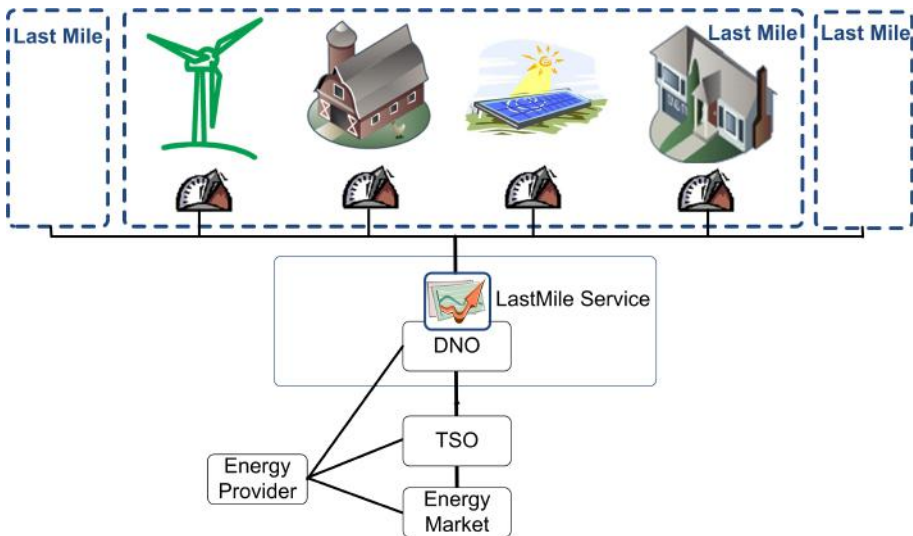 Last Mile
Last Mile
Last Mile
LastMile Service
DNO
TSO
Energy
Provider
Energy
Market